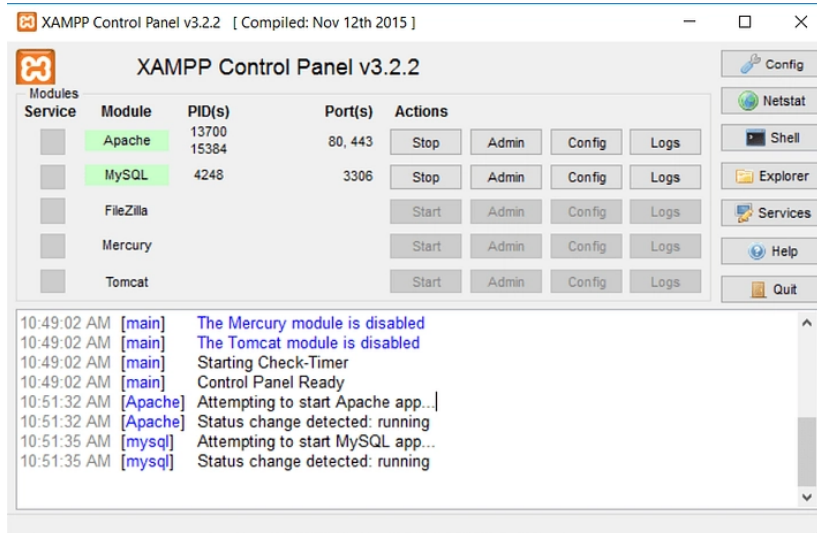 XAMPP Control Panel v3.2.2 [ Compiled: Nov 12th 2015 ]
XAMPP Control Panel v3.2.2
Config
Modules
Netstat
Service Module PID(s) Port(s) Actions
Apache 13700 15384 80, 443 Stop Admin Config Logs
Shell
MySQL 4248 3306 Stop Admin Config Logs
Explorer
FileZilla Start Admin Config Logs
Services
Mercury Start Admin Config Logs
Help
Tomcat Start Admin Config Logs
Quit
10:49:02 AM [main] The Mercury module is disabled
10:49:02 AM [main] The Tomcat module is disabled
10:49:02 AM [main] Starting Check-Timer
10:49:02 AM [main] Control Panel Ready
10:51:32 AM [Apache] Attempting to start Apache app...
10:51:32 AM [Apache] Status change detected: running
10:51:35 AM [mysql] Attempting to start MySQL app...
10:51:35 AM [mysql] Status change detected: running